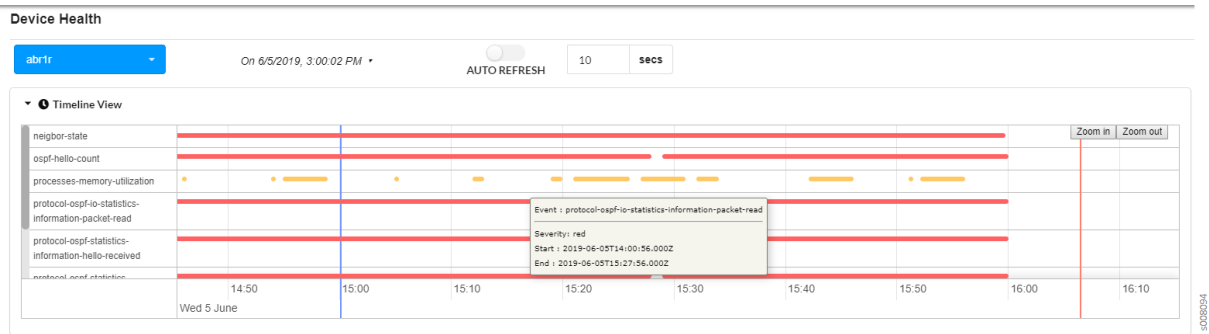 Device Health
abr1r
On 6/5/2019, 3:00:02 PM
AUTO REFRESH
10 secs
Timeline View
Zoom in Zoom out
neigbor-state
ospf-hello-count
processes-memory-utilization
protocol-ospf-io-statistics-
information-packet-read
Event : protocol-ospf-io-statistics-information-packet-read
Severity: red
Start : 2019-06-05T14:00:56.000Z
End : 2019-06-05T15:27:56.000Z
protocol-ospf-statistics-
information-hello-received
protocol-ospf-statistics
14:50 15:00 15:10 15:20 15:30 15:40 15:50 16:00 16:10
Wed 5 June
s008094